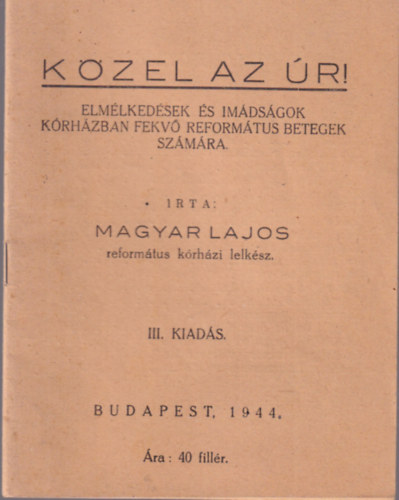 KÖZEL AZ ÚR!
ELMÉLKEDÉSEK ÉS IMÁDSÁGOK
KÓRHÁZBAN FEKVŐ REFORMÁTUS BETEGEK
SZÁMÁRA.
IRTA:
MAGYAR LAJOS
református kórházi lelkész.
III. KIADÁS.
BUDAPEST, 1944.
Ára: 40 fillér.